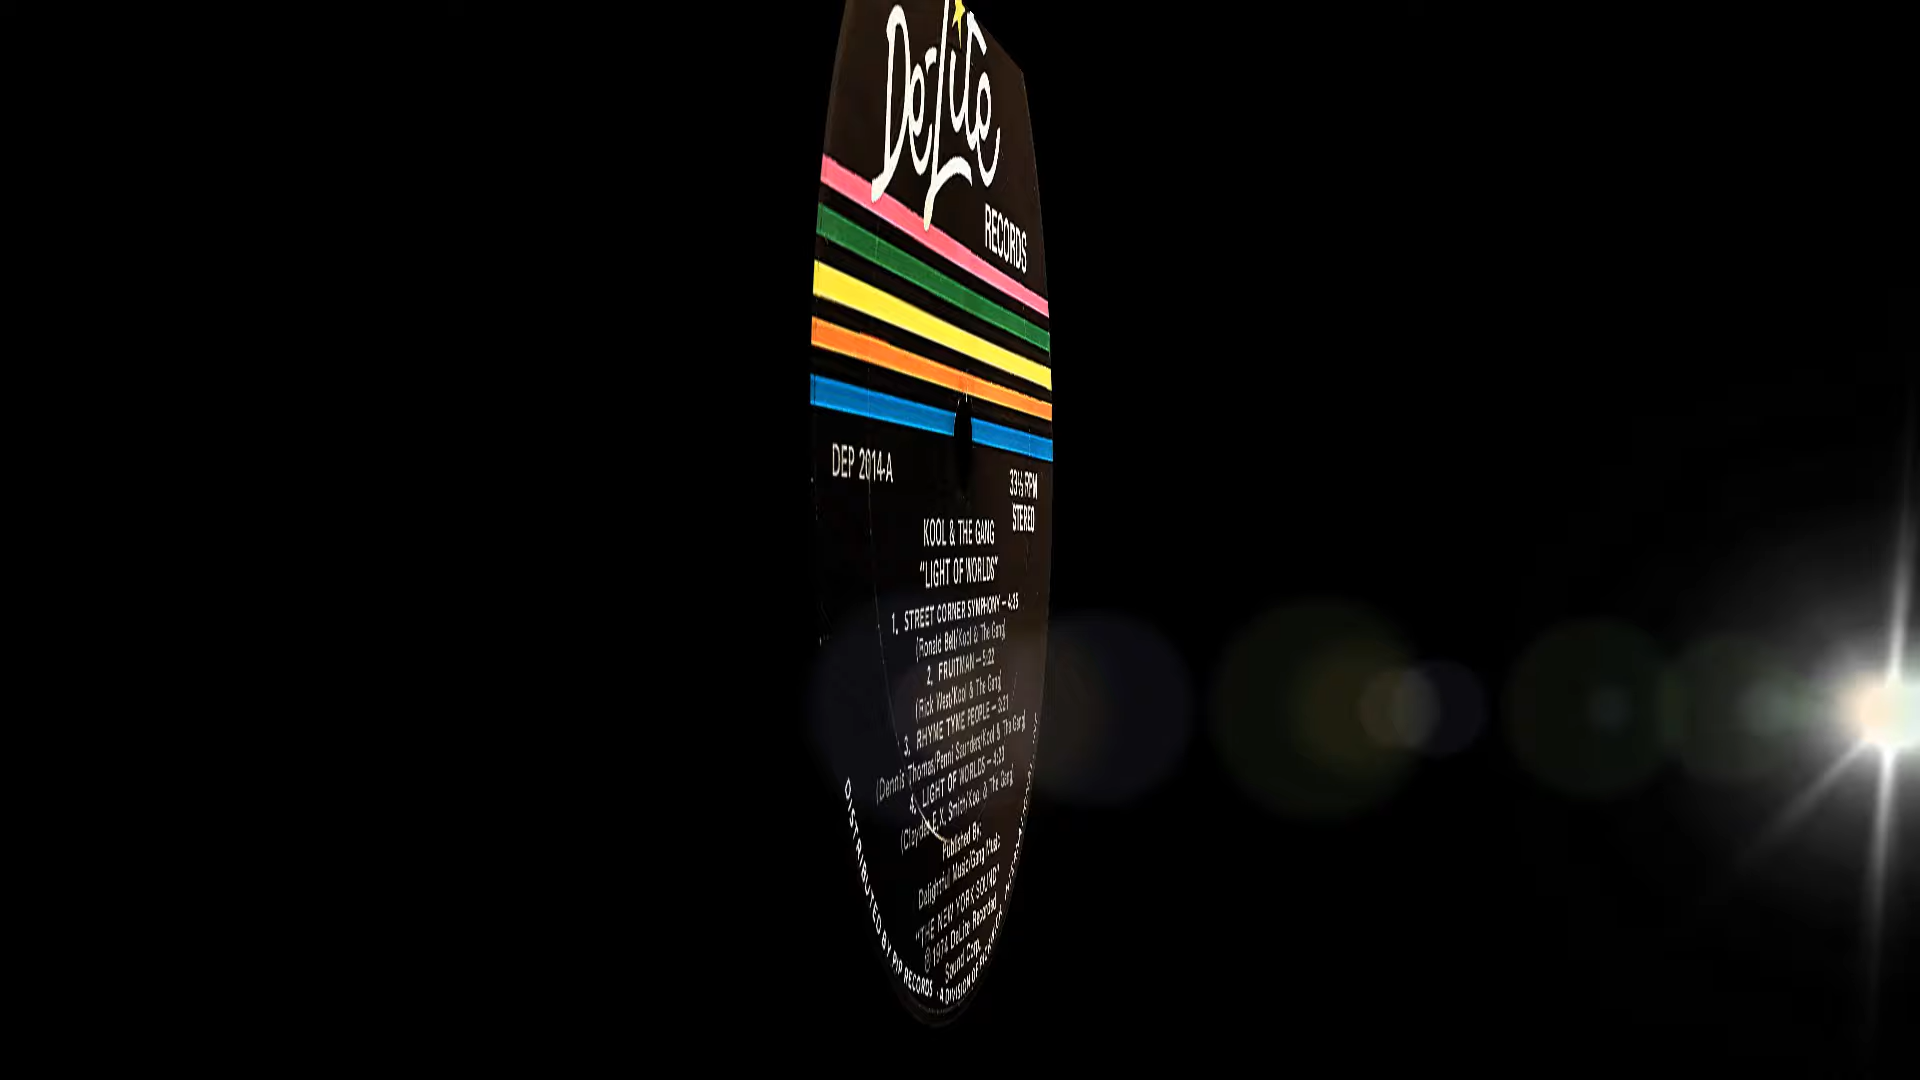 DeLite
RECORDS
DEP 2014-A
33⅓ RPM
STEREO
KOOL & THE GANG
"LIGHT OF WORLDS"
1. STREET CORNER SYMPHONY — 4:35
(Ronald Bell/Kool & The Gang)
2. FRUITMAN — 5:22
(Rick West/Kool & The Gang)
3. RHYME TYME PEOPLE — 3:21
(Dennis Thomas/Penni Saunders/Kool & The Gang)
4. LIGHT OF WORLDS — 4:33
(Claydes E. X. Smith/Kool & The Gang)
Published By:
Delightful Music/Gang Music
"THE NEW YORK SOUND"
℗ 1974 DeLite Recorded
Sound Corp.
DISTRIBUTED BY PIP RECORDS · A DIVISION OF